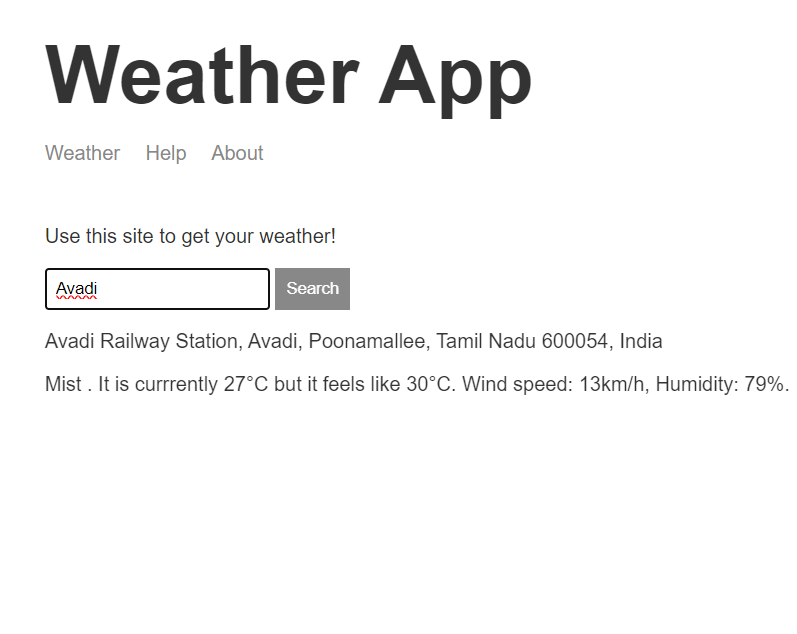 Weather App
Weather Help About
Use this site to get your weather!
Avadi Search
Avadi Railway Station, Avadi, Poonamallee, Tamil Nadu 600054, India
Mist . It is currrently 27°C but it feels like 30°C. Wind speed: 13km/h, Humidity: 79%.